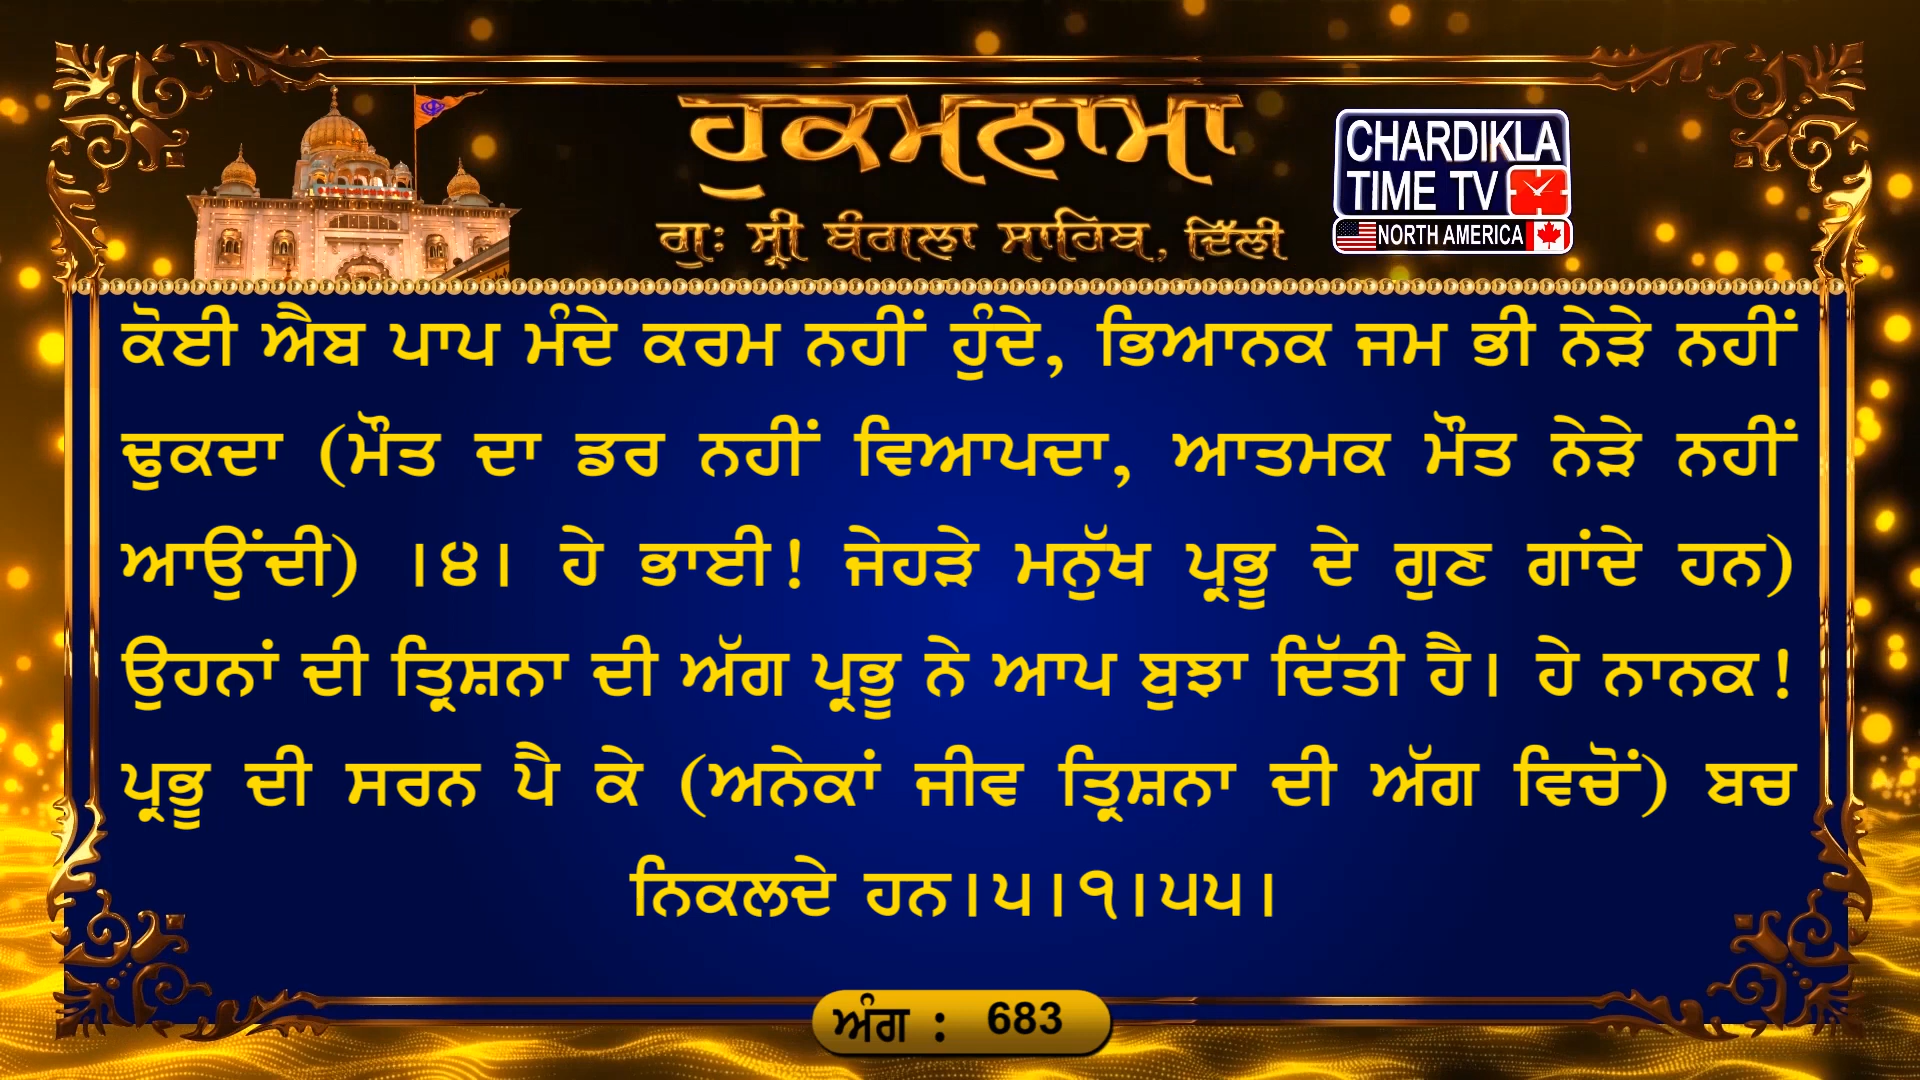 ਹੁਕਮਨਾਮਾ
ਗੁਃ ਸ੍ਰੀ ਬੰਗਲਾ ਸਾਹਿਬ, ਦਿੱਲੀ
CHARDIKLA
TIME TV
NORTH AMERICA
ਕੋਈ ਐਬ ਪਾਪ ਮੰਦੇ ਕਰਮ ਨਹੀਂ ਹੁੰਦੇ, ਭਿਆਨਕ ਜਮ ਭੀ ਨੇੜੇ ਨਹੀਂ
ਢੁਕਦਾ (ਮੌਤ ਦਾ ਡਰ ਨਹੀਂ ਵਿਆਪਦਾ, ਆਤਮਕ ਮੌਤ ਨੇੜੇ ਨਹੀਂ
ਆਉਂਦੀ) ।੪। ਹੇ ਭਾਈ! ਜੇਹੜੇ ਮਨੁੱਖ ਪ੍ਰਭੂ ਦੇ ਗੁਣ ਗਾਂਦੇ ਹਨ)
ਉਹਨਾਂ ਦੀ ਤ੍ਰਿਸ਼ਨਾ ਦੀ ਅੱਗ ਪ੍ਰਭੂ ਨੇ ਆਪ ਬੁਝਾ ਦਿੱਤੀ ਹੈ। ਹੇ ਨਾਨਕ!
ਪ੍ਰਭੂ ਦੀ ਸਰਨ ਪੈ ਕੇ (ਅਨੇਕਾਂ ਜੀਵ ਤ੍ਰਿਸ਼ਨਾ ਦੀ ਅੱਗ ਵਿਚੋਂ) ਬਚ
ਨਿਕਲਦੇ ਹਨ।੫।੧।੫੫।
ਅੰਗ : 683